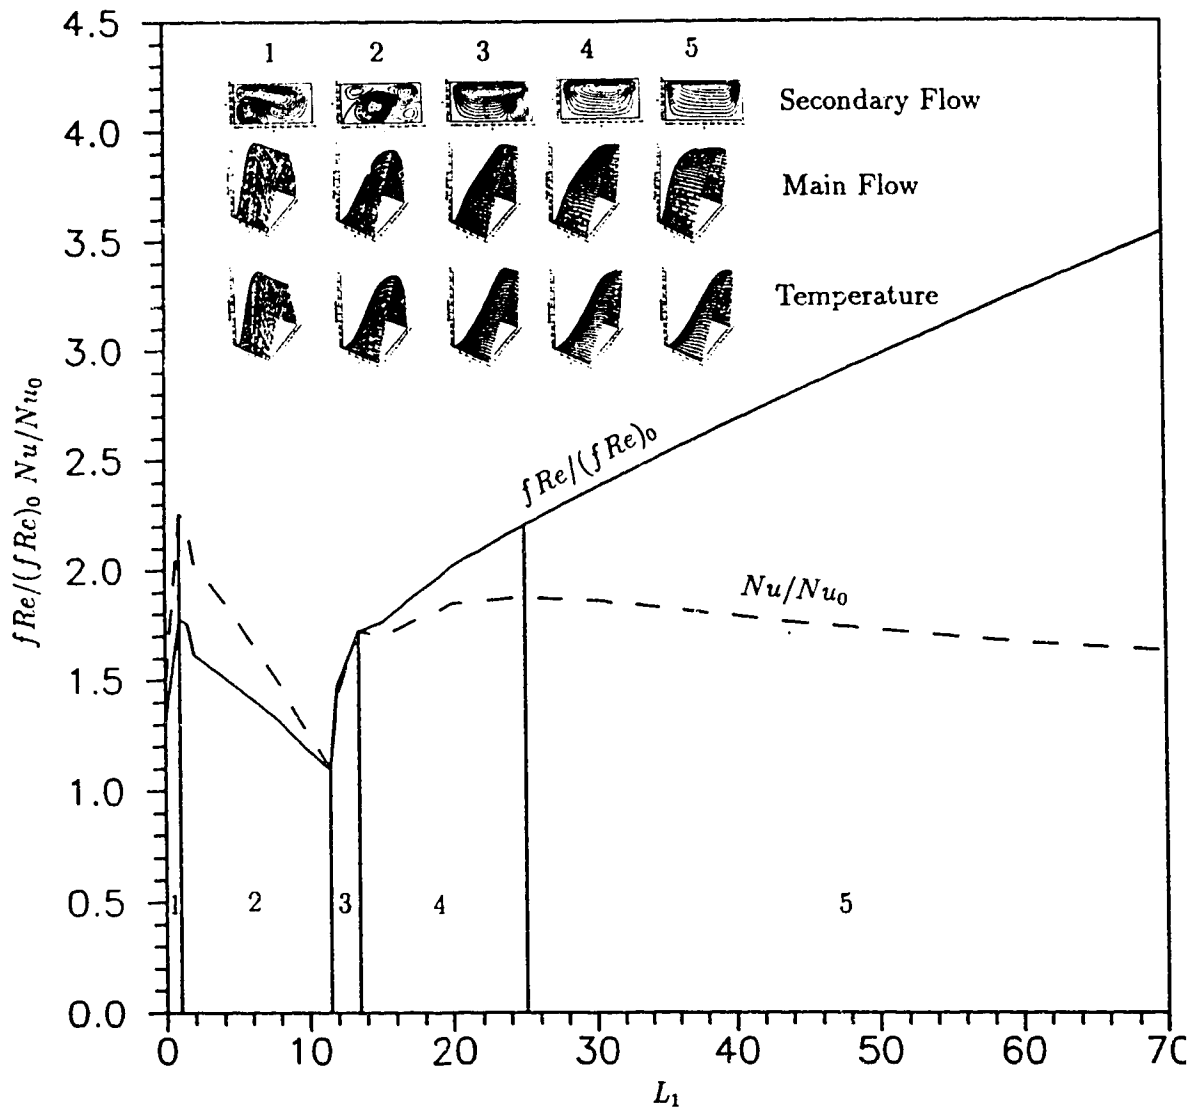 4.5
4.0
3.5
3.0
2.5
2.0
1.5
1.0
0.5
0.0
fRe/(fRe)₀ Nu/Nu₀
1 2 3 4 5
Secondary Flow
Main Flow
Temperature
fRe/(fRe)₀
Nu/Nu₀
1 2 3 4 5
0 10 20 30 40 50 60 70
L₁